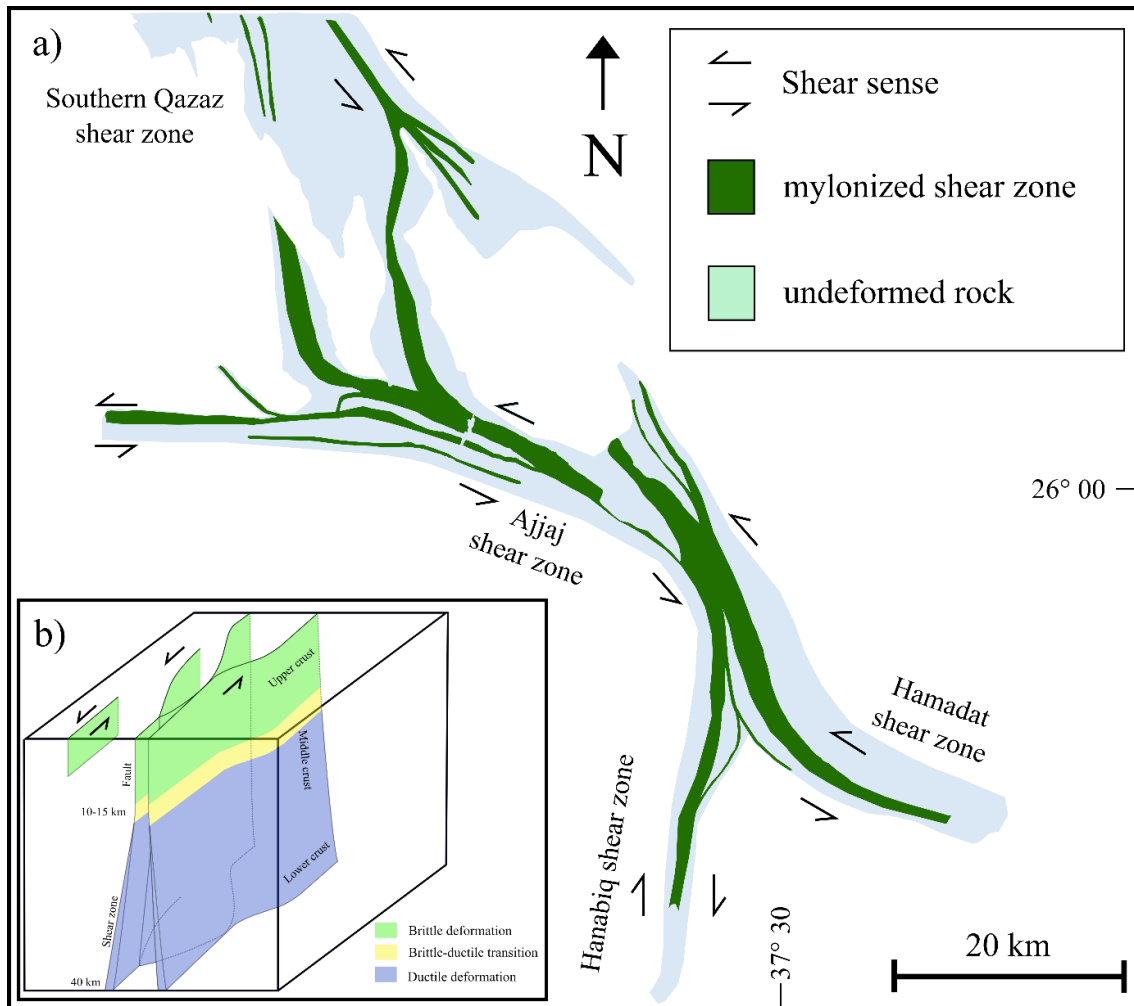 a)
Southern Qazaz
shear zone
N
Shear sense
mylonized shear zone
undeformed rock
26° 00
Ajjaj
shear zone
Hamadat
shear zone
Hanabiq shear zone
37° 30
20 km
b)
Upper crust
Middle crust
Fault
10-15 km
Lower crust
Shear zone
40 km
Brittle deformation
Brittle-ductile transition
Ductile deformation